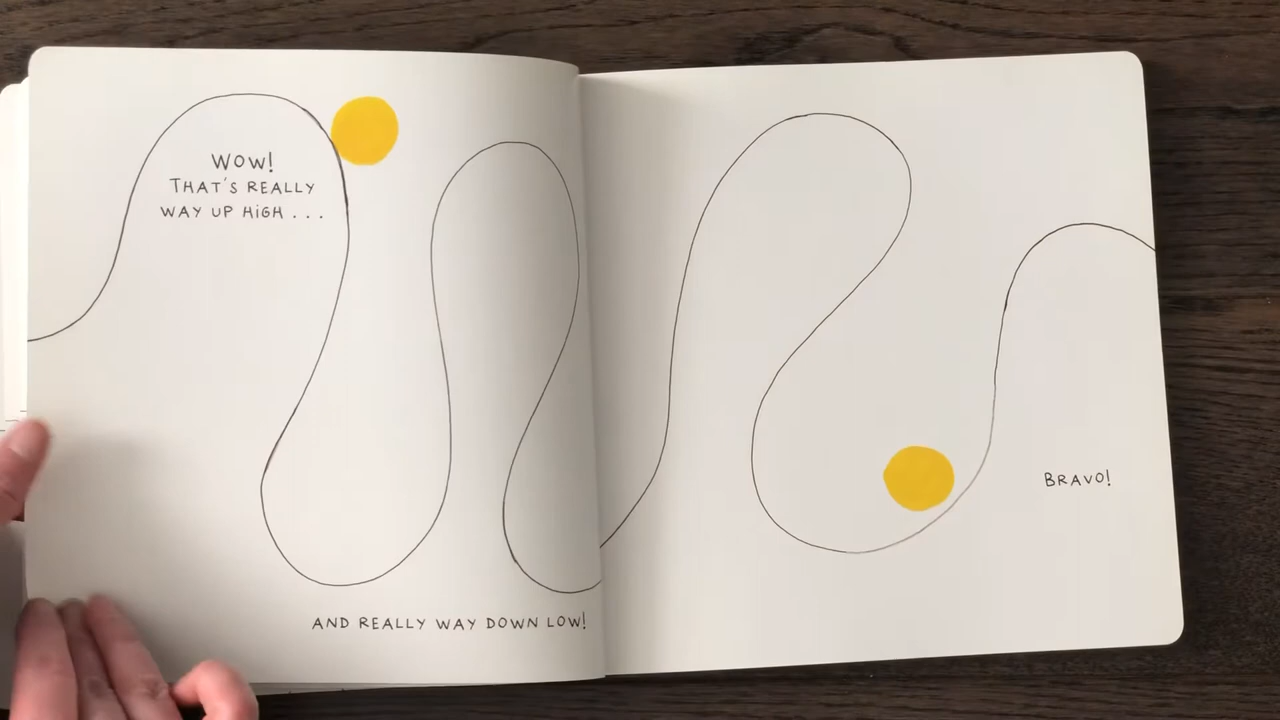 WOW!
THAT'S REALLY
WAY UP HiGH . . .
AND REALLY WAY DOWN LOW!
BRAVO!